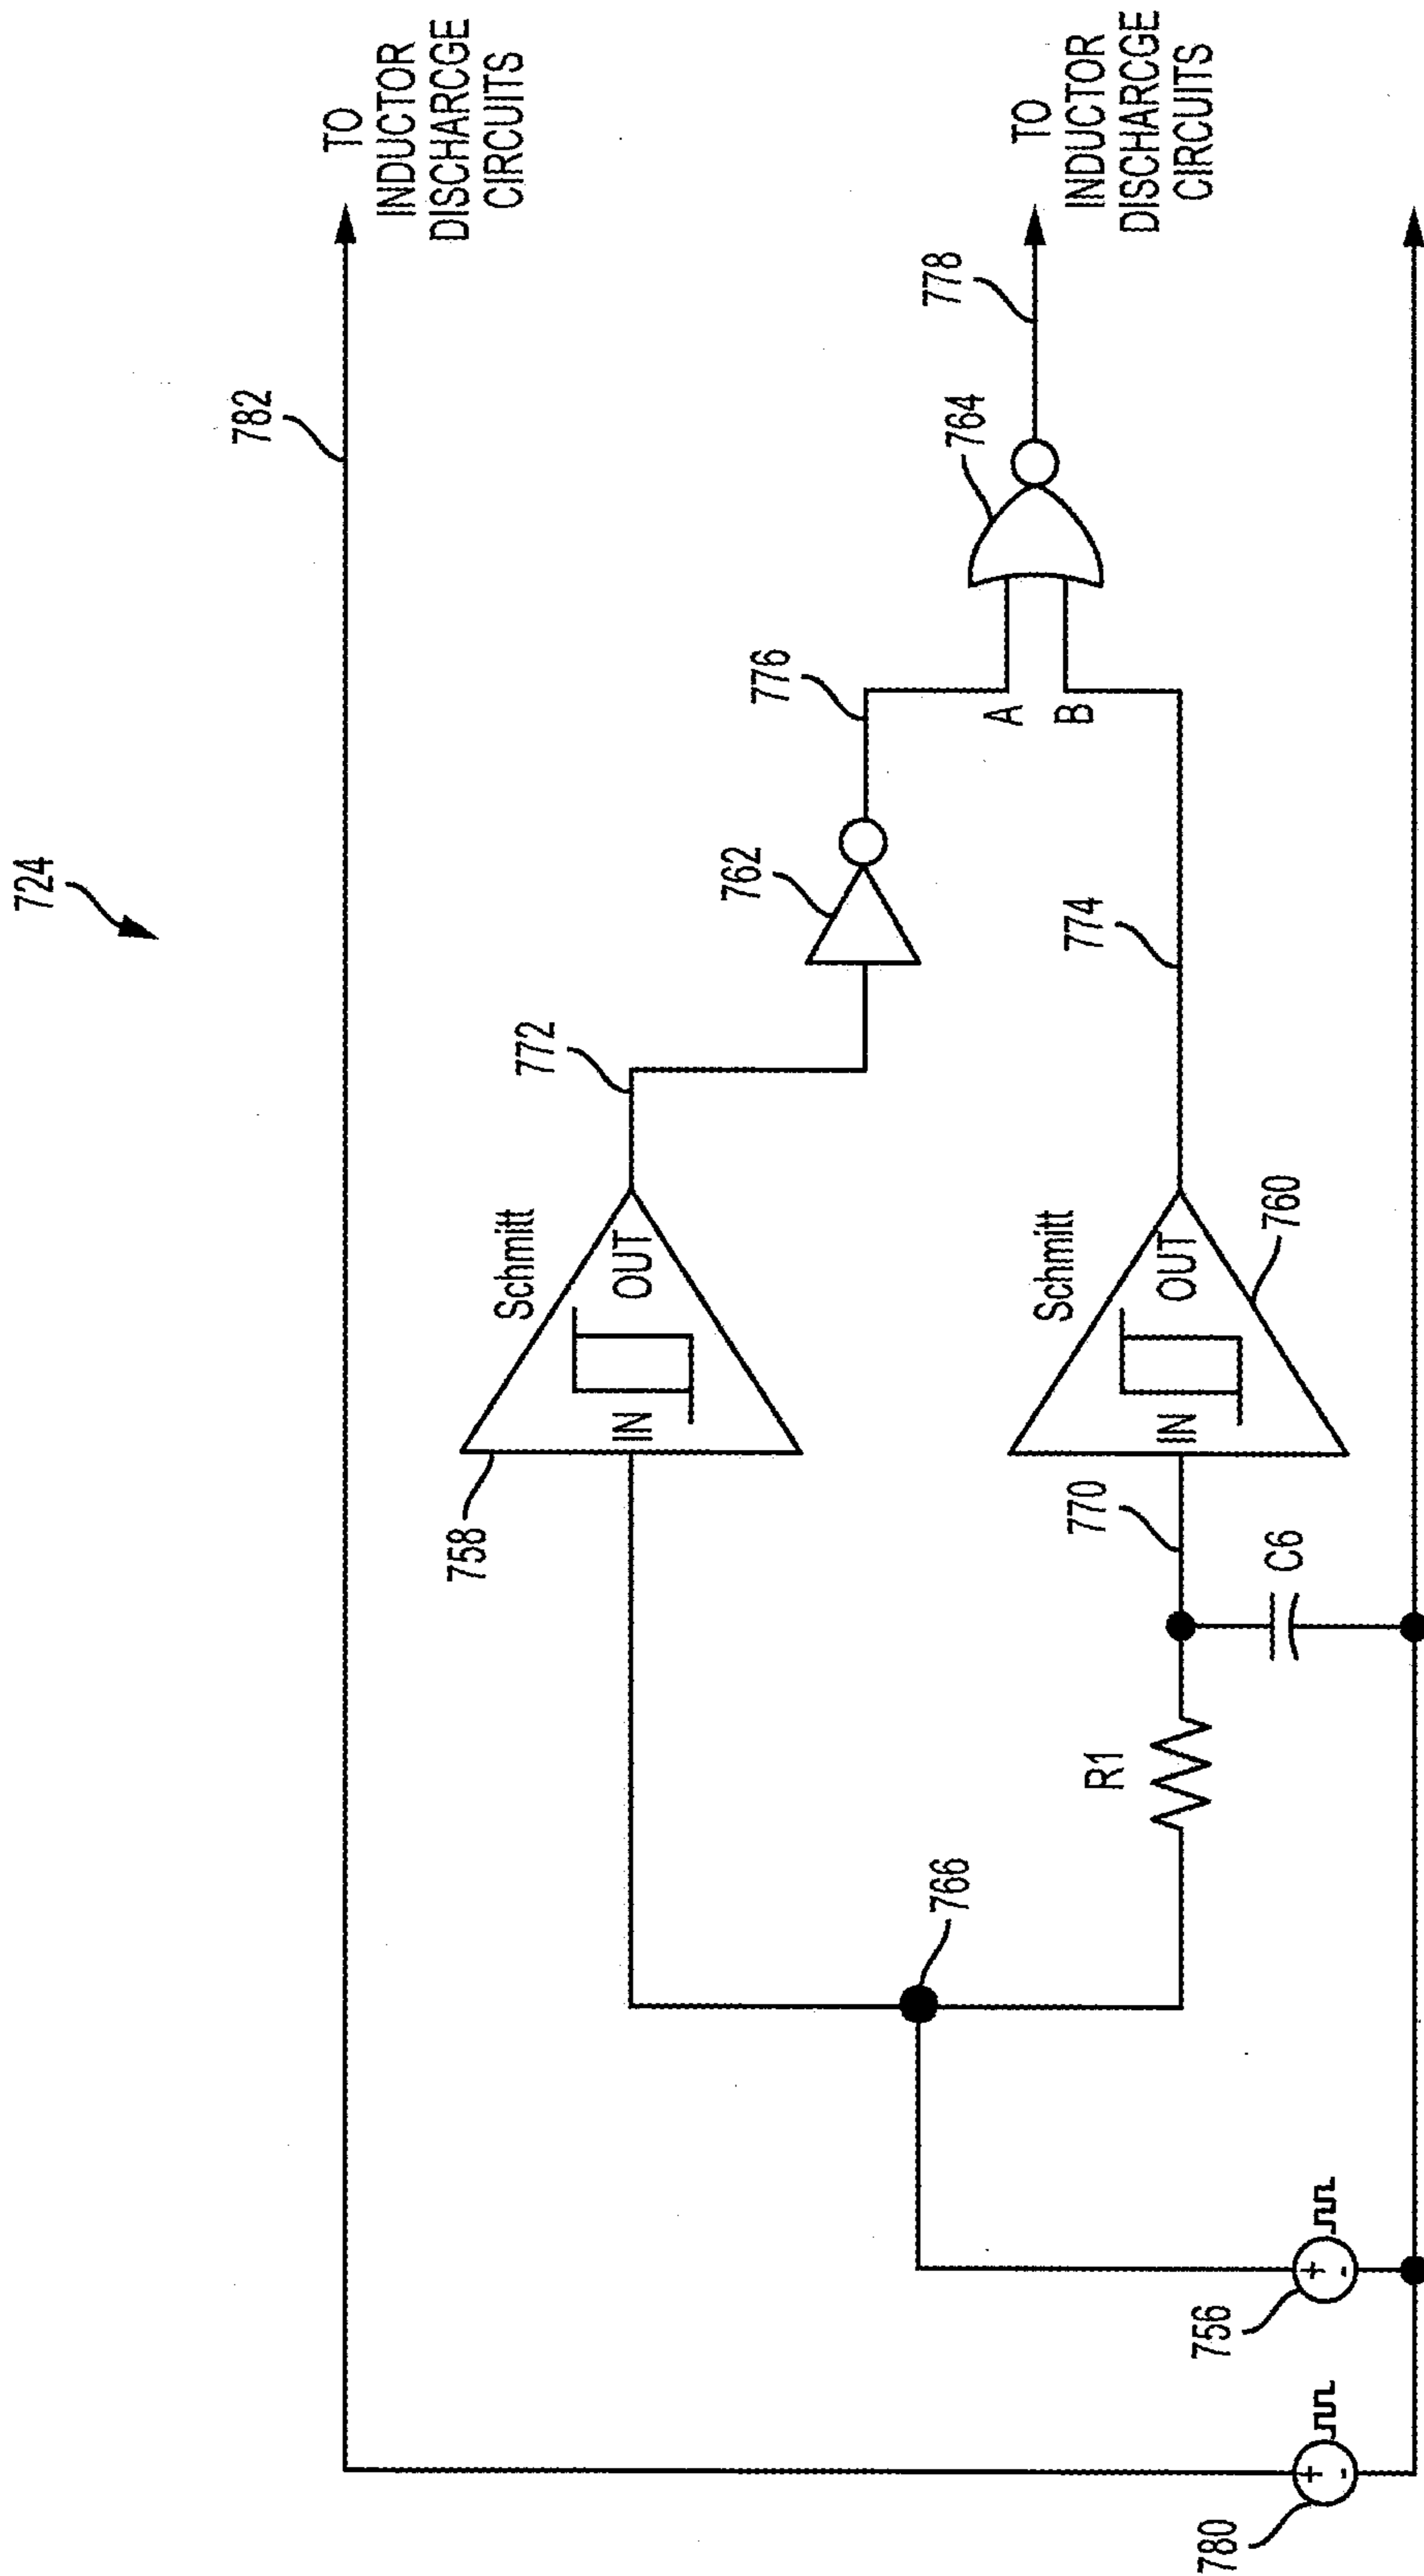 724
782
TO
INDUCTOR
DISCHARCGE
CIRCUITS
758
Schmitt
IN
OUT
772
762
776
A
B
764
778
TO
INDUCTOR
DISCHARCGE
CIRCUITS
766
R1
770
C6
Schmitt
IN
OUT
760
774
780
+
-
756
+
-